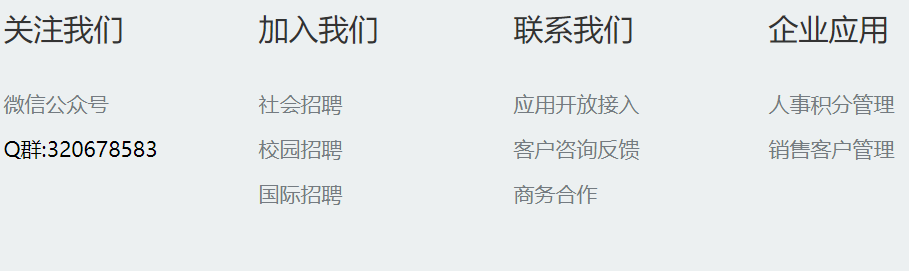 关注我们
微信公众号
Q群:320678583
加入我们
社会招聘
校园招聘
国际招聘
联系我们
应用开放接入
客户咨询反馈
商务合作
企业应用
人事积分管理
销售客户管理